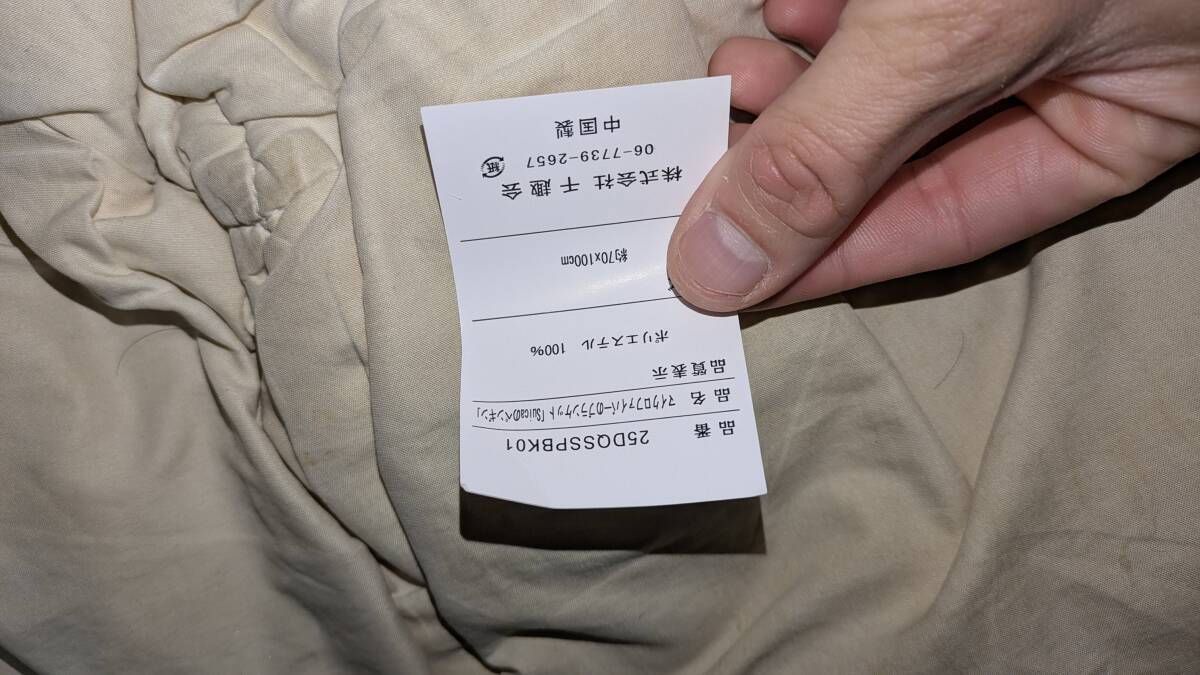 品番 25DQSSPBK01
品名 マイクロファイバーのブランケット「Suicaのペンギン」
品質表示
ポリエステル 100%
約70x100cm
株式会社 千趣会
06-7739-2657
紙
中国製